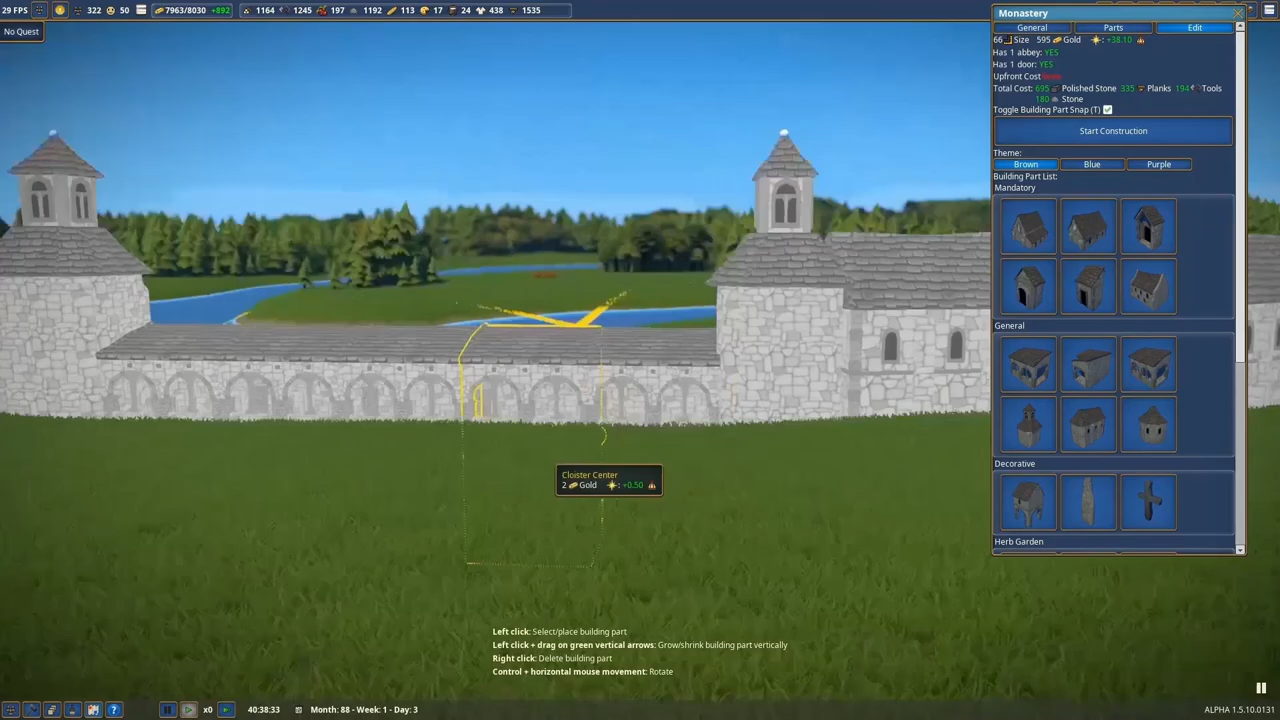 29 FPS 322 50 7963/8030 +892 1164 1245 197 1192 113 17 24 438 1535
No Quest
Monastery
General Parts Edit
66 Size 595 Gold : +38.10
Has 1 abbey: YES
Has 1 door: YES
Upfront Cost
Total Cost: 695 Polished Stone 335 Planks 194 Tools
180 Stone
Toggle Building Part Snap (T)
Start Construction
Theme:
Brown Blue Purple
Building Part List:
Mandatory
General
Decorative
Herb Garden
Cloister Center
2 Gold : +0.50
Left click: Select/place building part
Left click + drag on green vertical arrows: Grow/shrink building part vertically
Right click: Delete building part
Control + horizontal mouse movement: Rotate
x0 40:38:33 Month: 88 - Week: 1 - Day: 3
ALPHA 1.5.10.0131